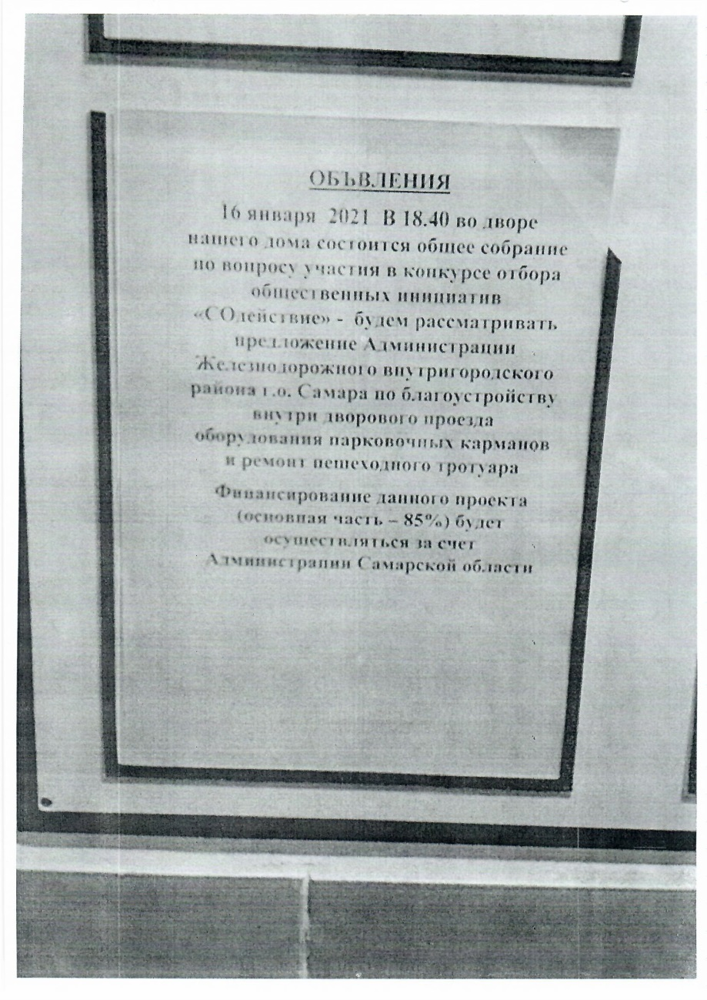 ОБЪВЛЕНИЯ
16 января 2021 В 18.40 во дворе
нашего дома состоится общее собрание
по вопросу участия в конкурсе отбора
общественных инициатив
«СОдействие» - будем рассматривать
предложение Администрации
Железнодорожного внутригородского
района г.о. Самара по благоустройству
внутри дворового проезда
оборудования парковочных карманов
и ремонт пешеходного тротуара
Финансирование данного проекта
(основная часть – 85%) будет
осуществляться за счет
Администрации Самарской области